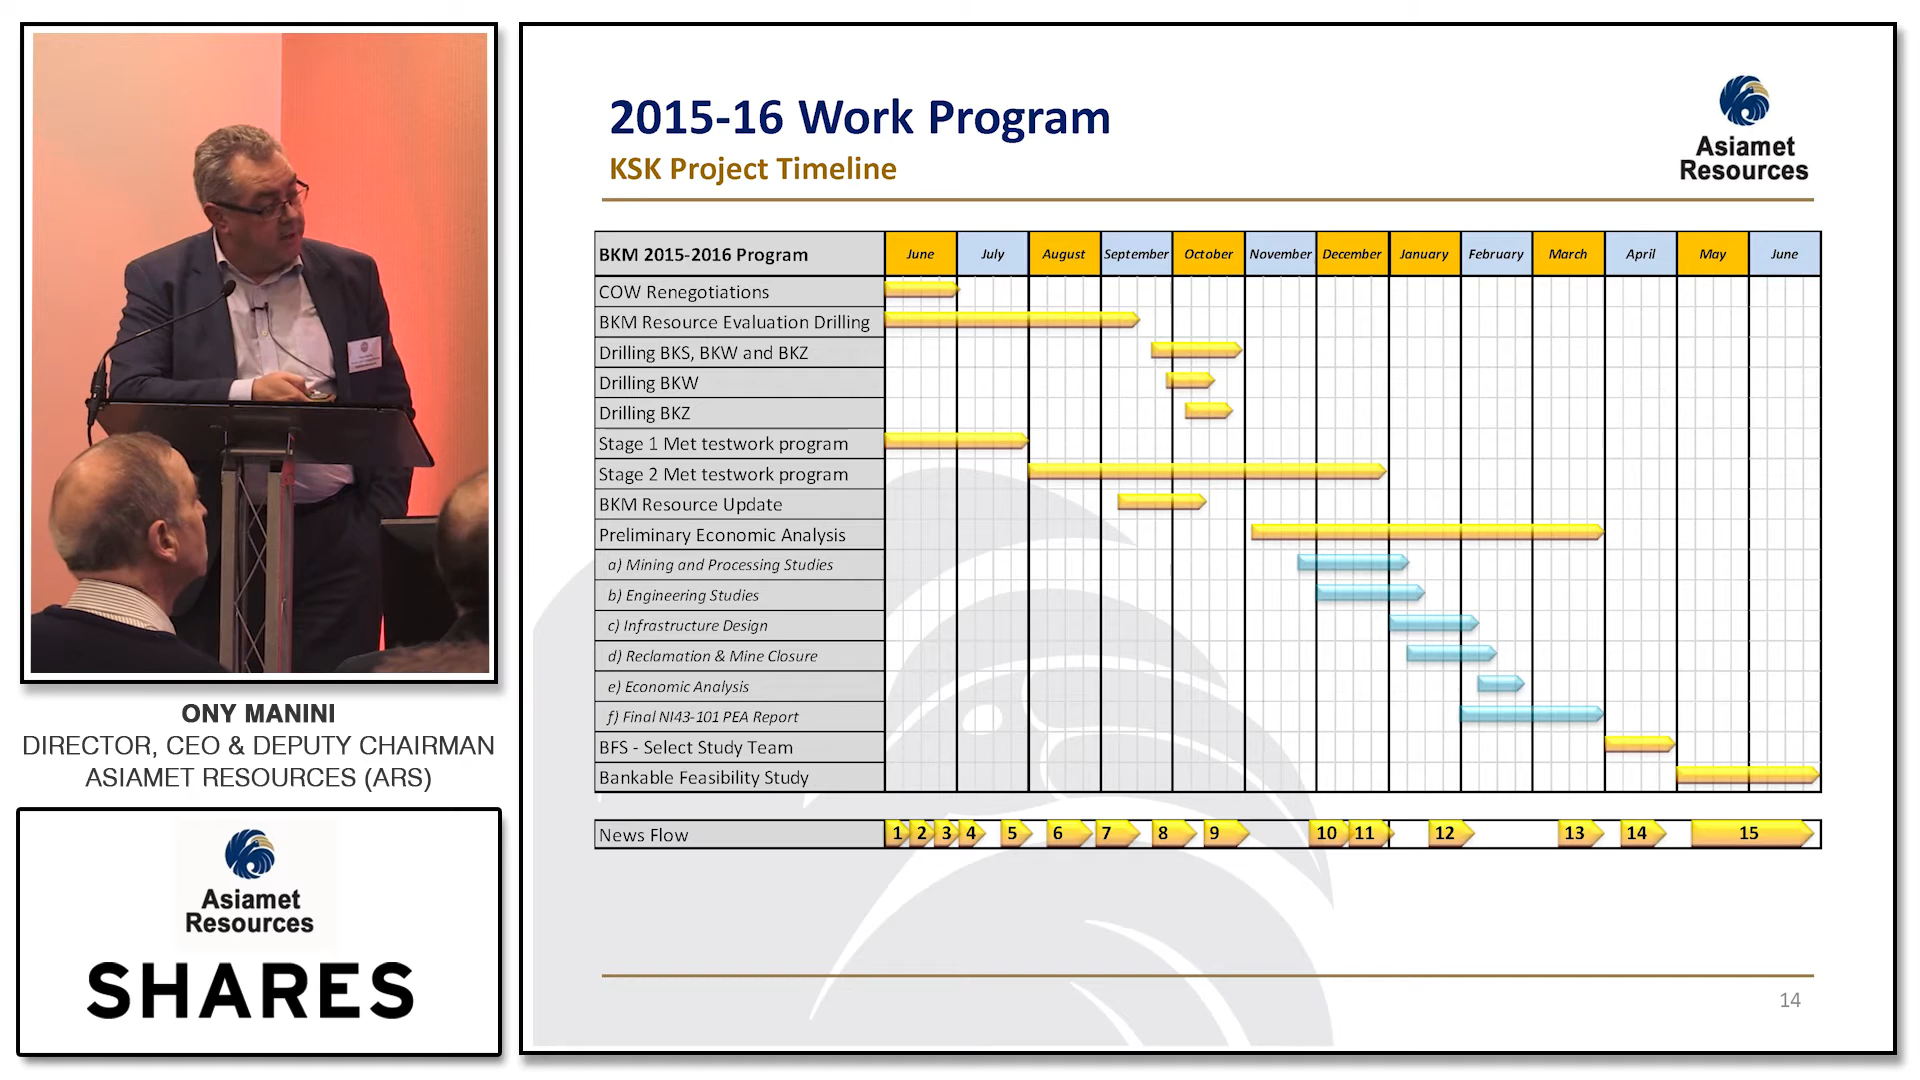 2015-16 Work Program
KSK Project Timeline
Asiamet
Resources
BKM 2015-2016 Program June July August September October November December January February March April May June
COW Renegotiations
BKM Resource Evaluation Drilling
Drilling BKS, BKW and BKZ
Drilling BKW
Drilling BKZ
Stage 1 Met testwork program
Stage 2 Met testwork program
BKM Resource Update
Preliminary Economic Analysis
a) Mining and Processing Studies
b) Engineering Studies
c) Infrastructure Design
d) Reclamation & Mine Closure
e) Economic Analysis
f) Final NI43-101 PEA Report
BFS - Select Study Team
Bankable Feasibility Study
News Flow 1 2 3 4 5 6 7 8 9 10 11 12 13 14 15
14
ONY MANINI
DIRECTOR, CEO & DEPUTY CHAIRMAN
ASIAMET RESOURCES (ARS)
Asiamet
Resources
SHARES